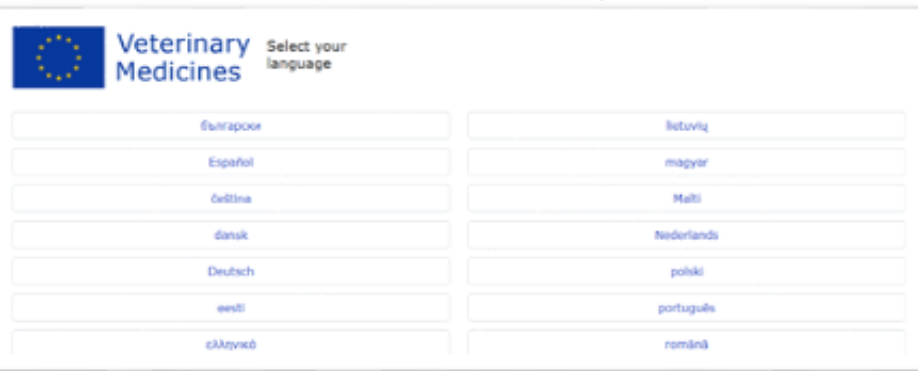 Veterinary
Medicines
Select your
language
български
lietuvių
Español
magyar
čeština
Malti
dansk
Nederlands
Deutsch
polski
eesti
português
ελληνικά
română